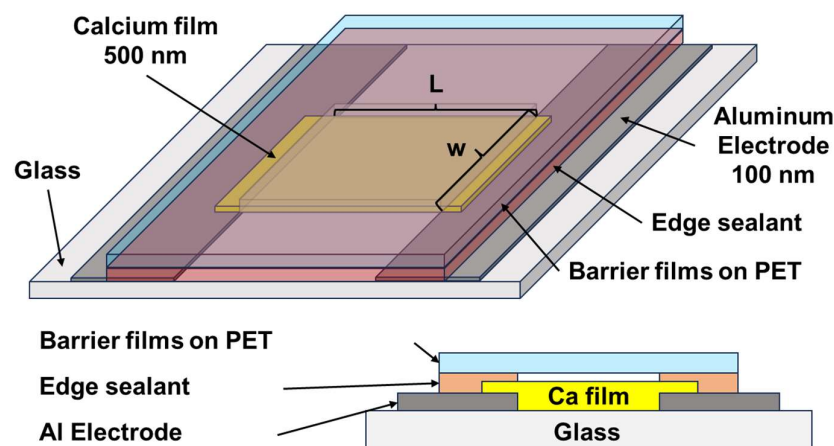 Calcium film
500 nm
L
w
Aluminum
Electrode
100 nm
Glass
Edge sealant
Barrier films on PET
Barrier films on PET
Edge sealant
Al Electrode
Ca film
Glass